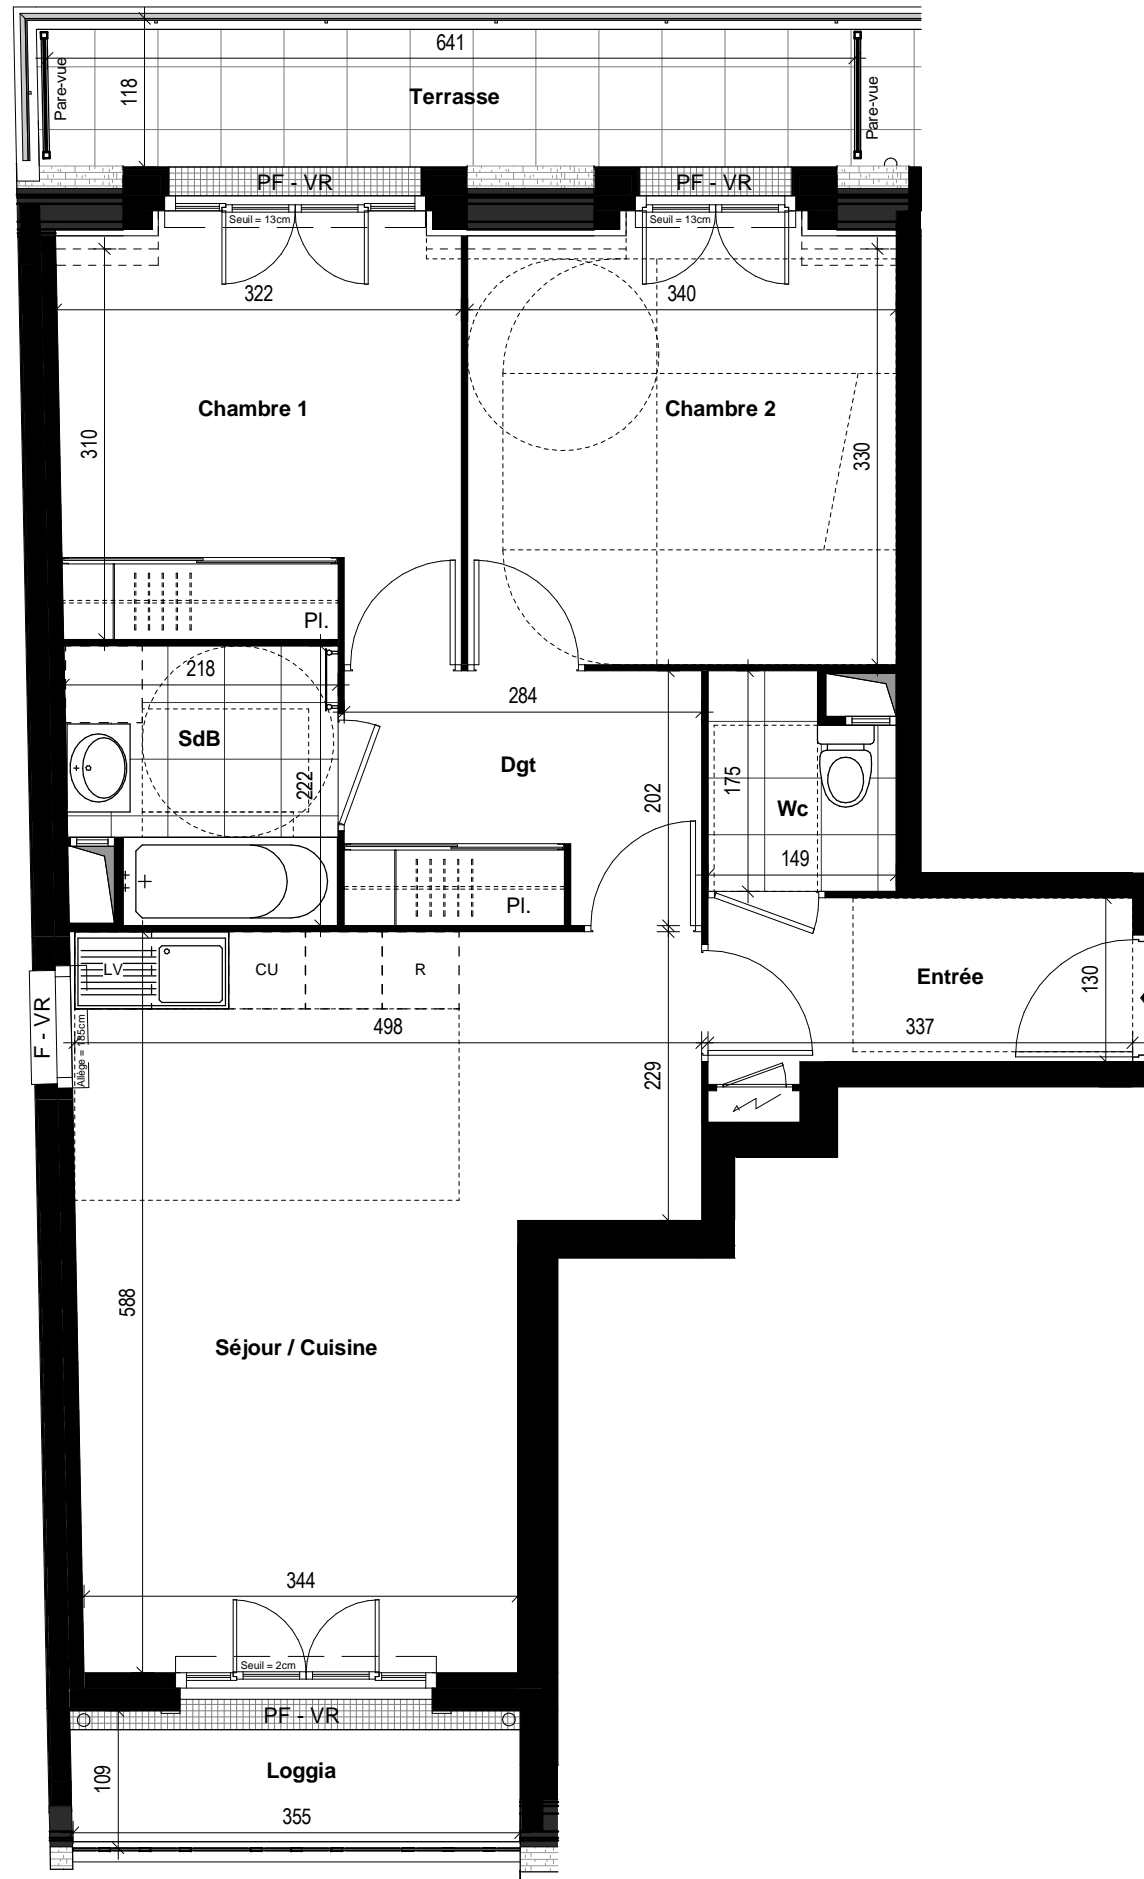 641
Pare-vue
118
Terrasse
Pare-vue
PF - VR
PF - VR
Seuil = 13cm
Seuil = 13cm
322
340
Chambre 1
Chambre 2
310
330
Pl.
218
284
SdB
Dgt
222
202
175
Wc
149
Pl.
LV
CU
R
Entrée
130
F - VR
Allège = 185cm
498
337
229
588
Séjour / Cuisine
344
Seuil = 2cm
PF - VR
Loggia
109
355